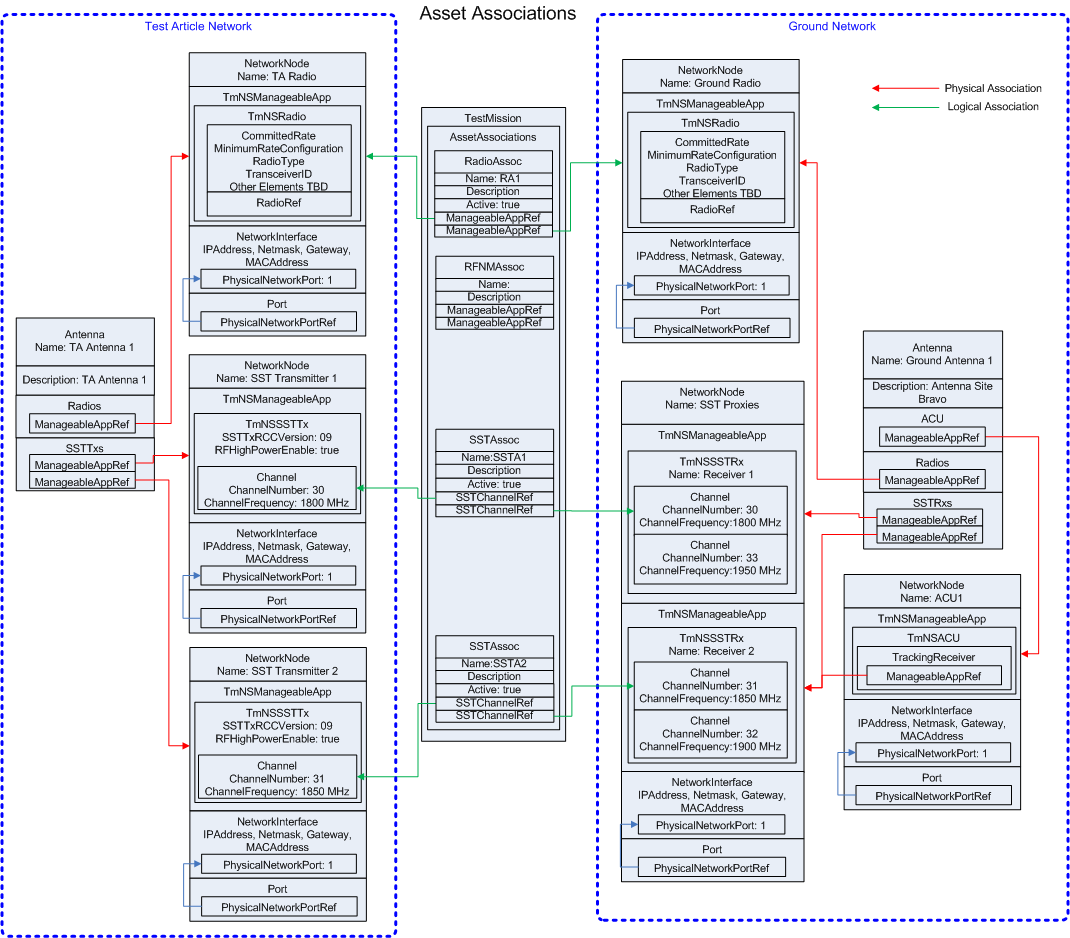 Asset Associations
Test Article Network
NetworkNode
Name: TA Radio
TmNSManageableApp
TmNSRadio
CommittedRate
MinimumRateConfiguration
RadioType
TransceiverID
Other Elements TBD
RadioRef
NetworkInterface
IPAddress, Netmask, Gateway,
MACAddress
PhysicalNetworkPort: 1
Port
PhysicalNetworkPortRef
Antenna
Name: TA Antenna 1
Description: TA Antenna 1
Radios
ManageableAppRef
SSTTxs
ManageableAppRef
ManageableAppRef
NetworkNode
Name: SST Transmitter 1
TmNSManageableApp
TmNSSSTTx
SSTTxRCCVersion: 09
RFHighPowerEnable: true
Channel
ChannelNumber: 30
ChannelFrequency: 1800 MHz
NetworkInterface
IPAddress, Netmask, Gateway,
MACAddress
PhysicalNetworkPort: 1
Port
PhysicalNetworkPortRef
NetworkNode
Name: SST Transmitter 2
TmNSManageableApp
TmNSSSTTx
SSTTxRCCVersion: 09
RFHighPowerEnable: true
Channel
ChannelNumber: 31
ChannelFrequency: 1850 MHz
NetworkInterface
IPAddress, Netmask, Gateway,
MACAddress
PhysicalNetworkPort: 1
Port
PhysicalNetworkPortRef
TestMission
AssetAssociations
RadioAssoc
Name: RA1
Description
Active: true
ManageableAppRef
ManageableAppRef
RFNMAssoc
Name:
Description
ManageableAppRef
ManageableAppRef
SSTAssoc
Name:SSTA1
Description
Active: true
SSTChannelRef
SSTChannelRef
SSTAssoc
Name:SSTA2
Description
Active: true
SSTChannelRef
SSTChannelRef
Ground Network
Physical Association
Logical Association
NetworkNode
Name: Ground Radio
TmNSManageableApp
TmNSRadio
CommittedRate
MinimumRateConfiguration
RadioType
TransceiverID
Other Elements TBD
RadioRef
NetworkInterface
IPAddress, Netmask, Gateway,
MACAddress
PhysicalNetworkPort: 1
Port
PhysicalNetworkPortRef
NetworkNode
Name: SST Proxies
TmNSManageableApp
TmNSSSTRx
Name: Receiver 1
Channel
ChannelNumber: 30
ChannelFrequency:1800 MHz
Channel
ChannelNumber: 33
ChannelFrequency:1950 MHz
TmNSManageableApp
TmNSSSTRx
Name: Receiver 2
Channel
ChannelNumber: 31
ChannelFrequency:1850 MHz
Channel
ChannelNumber: 32
ChannelFrequency:1900 MHz
NetworkInterface
IPAddress, Netmask, Gateway,
MACAddress
PhysicalNetworkPort: 1
Port
PhysicalNetworkPortRef
Antenna
Name: Ground Antenna 1
Description: Antenna Site
Bravo
ACU
ManageableAppRef
Radios
ManageableAppRef
SSTRxs
ManageableAppRef
ManageableAppRef
NetworkNode
Name: ACU1
TmNSManageableApp
TmNSACU
TrackingReceiver
ManageableAppRef
NetworkInterface
IPAddress, Netmask, Gateway,
MACAddress
PhysicalNetworkPort: 1
Port
PhysicalNetworkPortRef